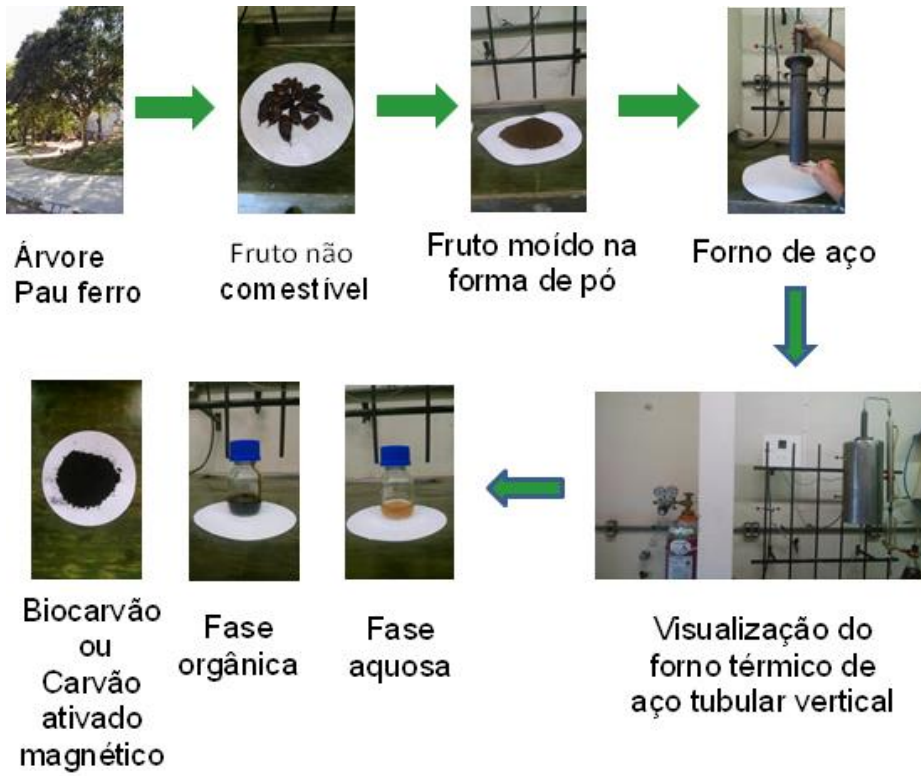 Árvore
Pau ferro
Fruto não
comestível
Fruto moído na
forma de pó
Forno de aço
Biocarvão
ou
Carvão
ativado
magnético
Fase
orgânica
Fase
aquosa
Visualização do
forno térmico de
aço tubular vertical